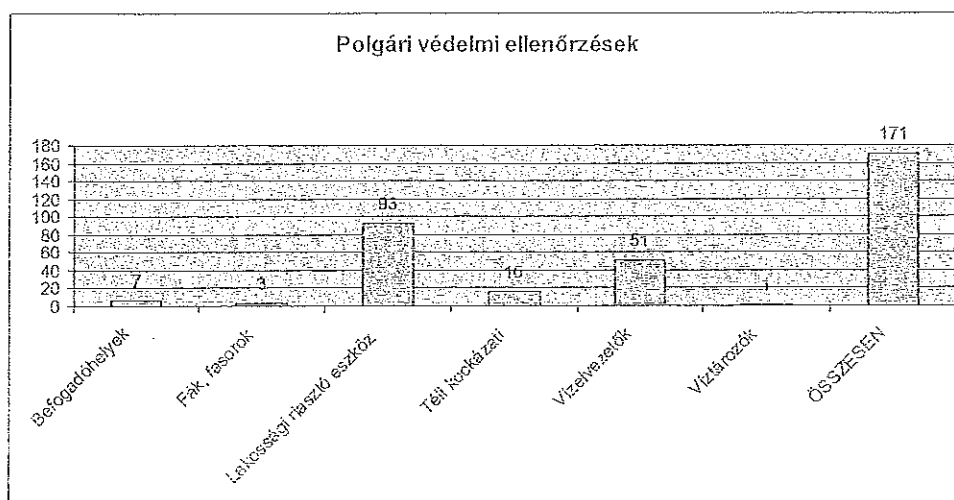 Polgári védelmi ellenőrzések
180
160
140
120
100
80
60
40
20
0
7
3
93
16
51
1
171
Befogadóhelyek
Fák, fasorok
Lakossági riasztó eszköz
Téli kockázati
Vízelvezetők
Víztározók
ÖSSZESEN